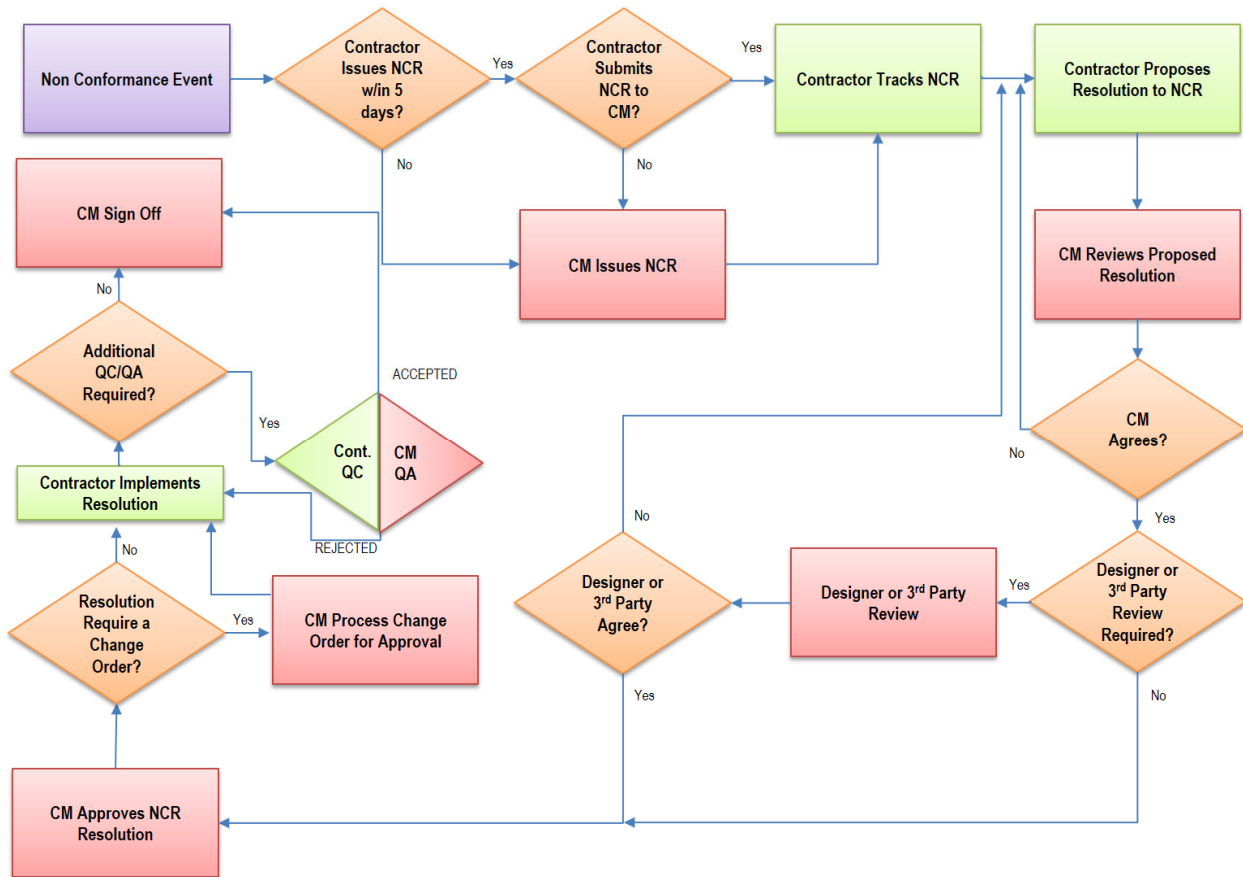 Non Conformance Event
Contractor
Issues NCR
w/in 5
days?
Yes
No
Contractor
Submits
NCR to
CM?
Yes
No
Contractor Tracks NCR
Contractor Proposes
Resolution to NCR
CM Sign Off
CM Issues NCR
CM Reviews Proposed
Resolution
No
Additional
QC/QA
Required?
Yes
ACCEPTED
Cont.
QC
CM
QA
REJECTED
CM
Agrees?
No
Yes
Contractor Implements
Resolution
No
Resolution
Require a
Change
Order?
Yes
CM Process Change
Order for Approval
No
Designer or
3rd Party
Agree?
Yes
Designer or 3rd Party
Review
Yes
Designer or
3rd Party
Review
Required?
No
CM Approves NCR
Resolution